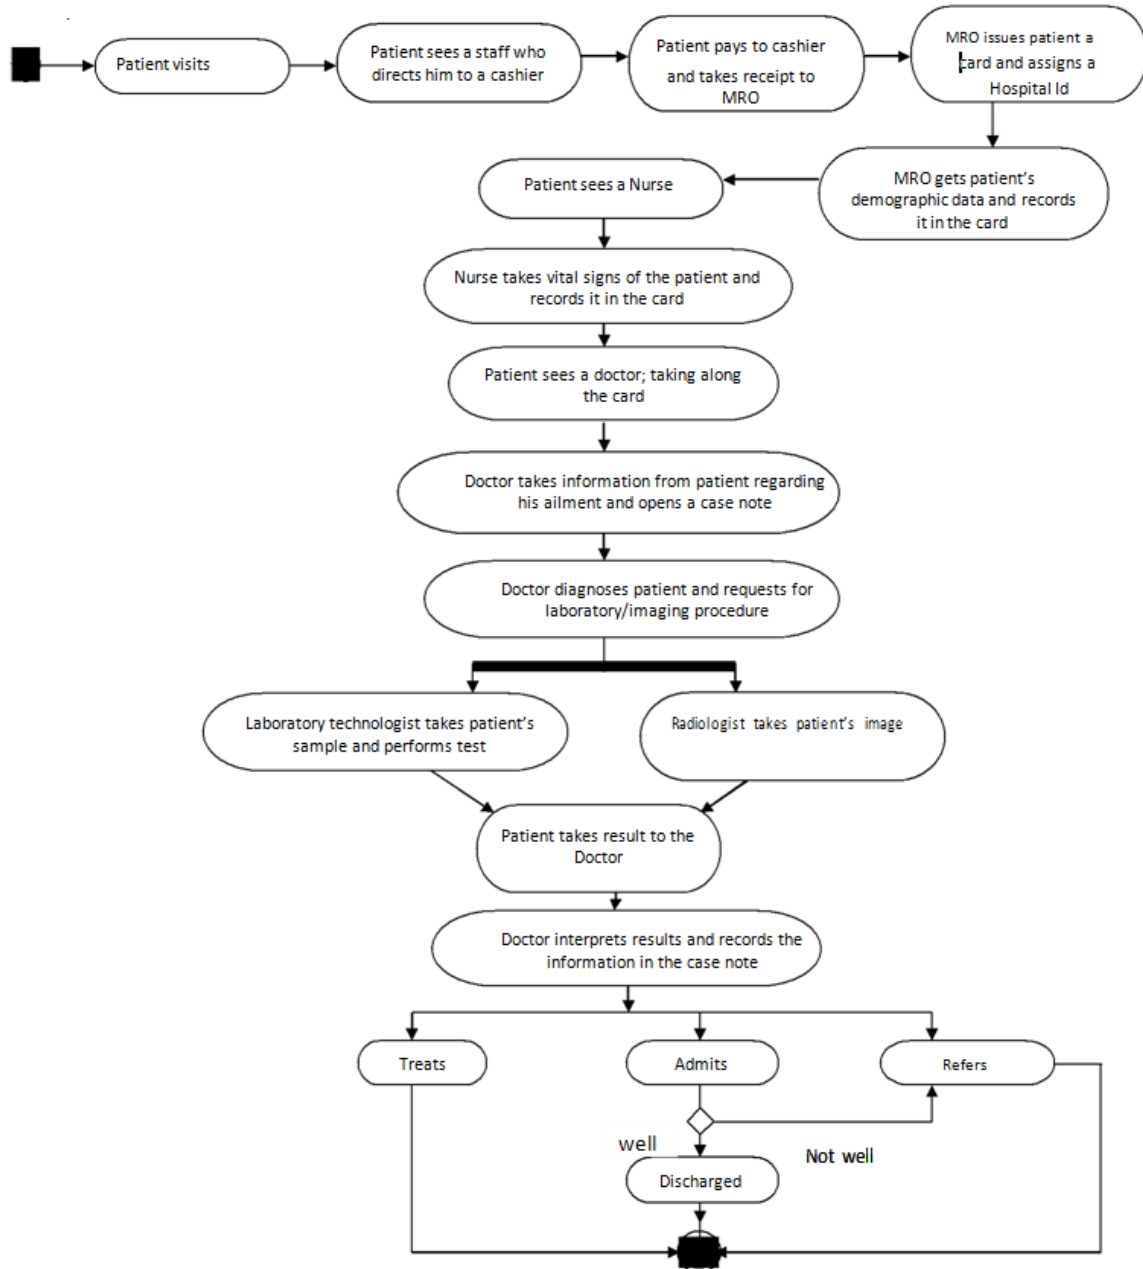 Patient visits
Patient sees a staff who
directs him to a cashier
Patient pays to cashier
and takes receipt to
MRO
MRO issues patient a
card and assigns a
Hospital Id
MRO gets patient's
demographic data and records
it in the card
Patient sees a Nurse
Nurse takes vital signs of the patient and
records it in the card
Patient sees a doctor; taking along
the card
Doctor takes information from patient regarding
his ailment and opens a case note
Doctor diagnoses patient and requests for
laboratory/imaging procedure
Laboratory technologist takes patient's
sample and performs test
Radiologist takes patient's image
Patient takes result to the
Doctor
Doctor interprets results and records the
information in the case note
Treats
Admits
Refers
well
Not well
Discharged